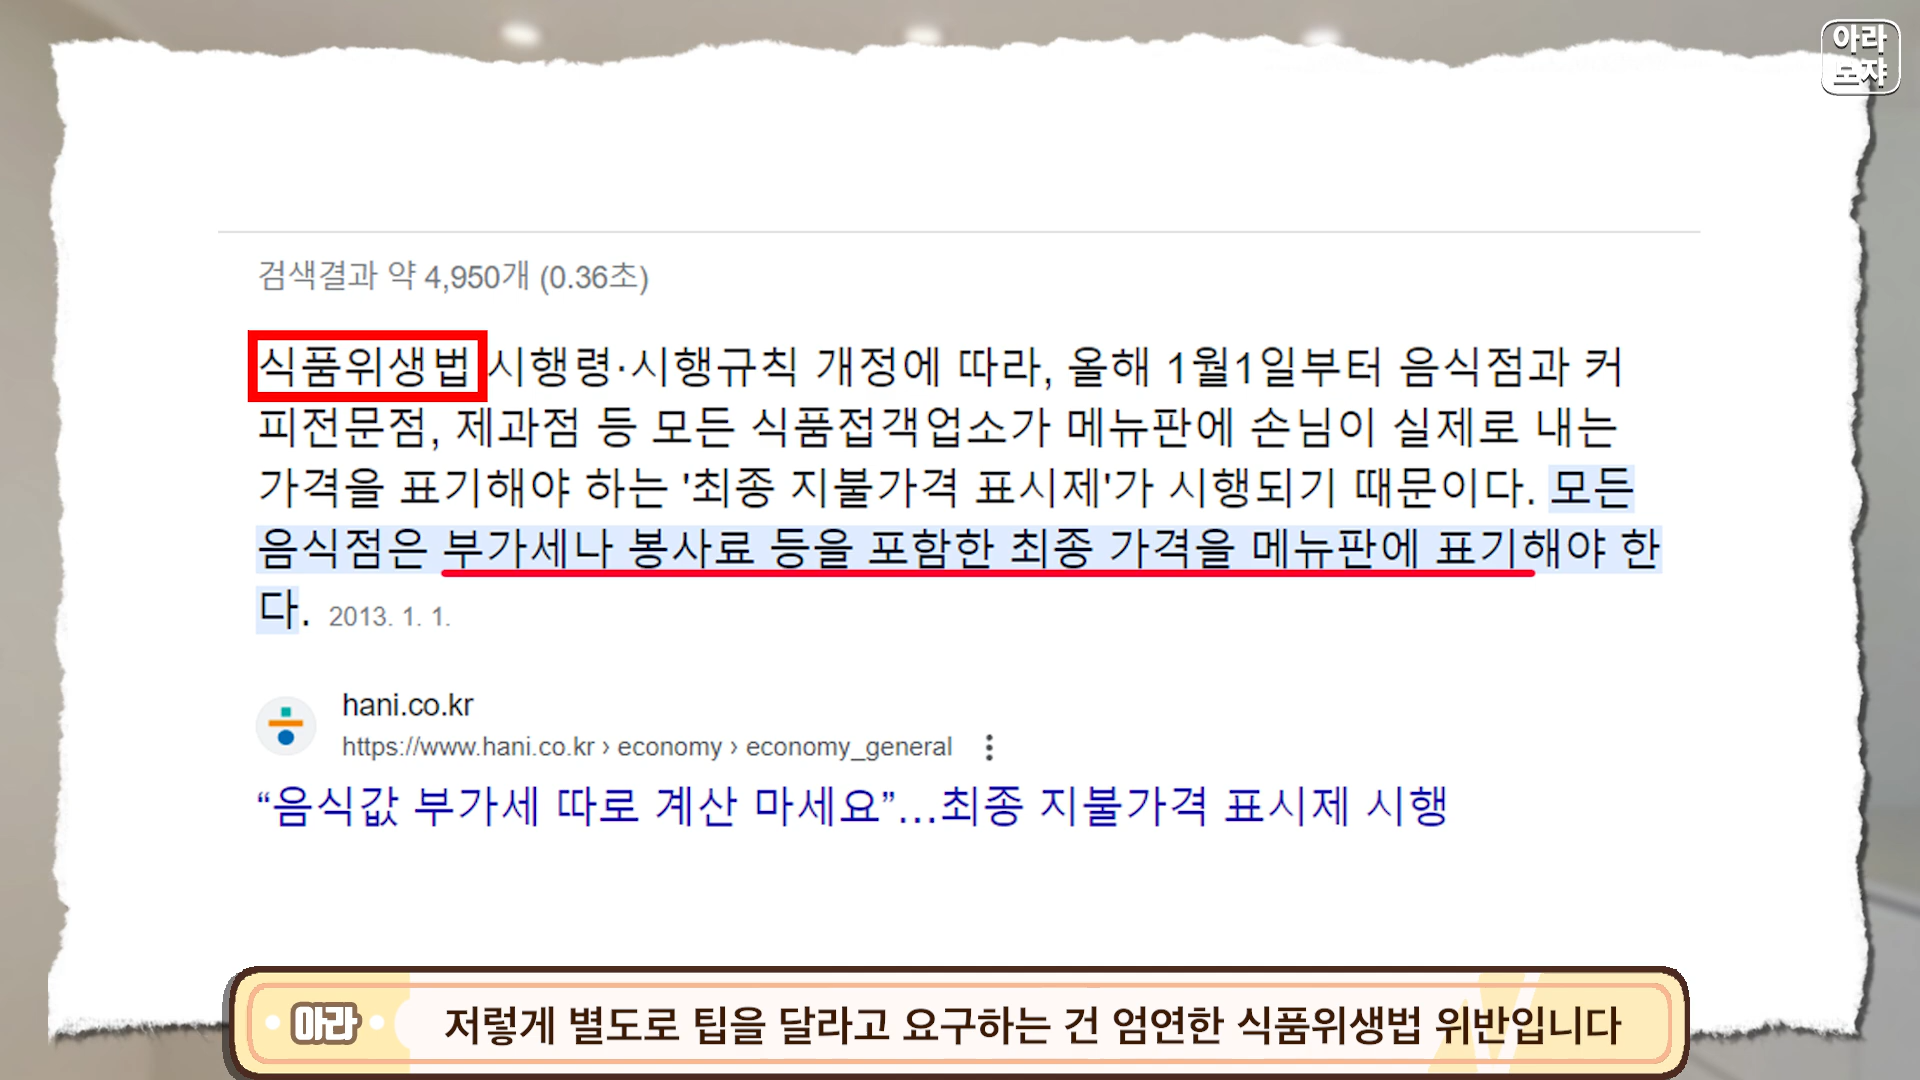 아라
보쟈
검색결과 약 4,950개 (0.36초)
식품위생법 시행령·시행규칙 개정에 따라, 올해 1월1일부터 음식점과 커
피전문점, 제과점 등 모든 식품접객업소가 메뉴판에 손님이 실제로 내는
가격을 표기해야 하는 '최종 지불가격 표시제'가 시행되기 때문이다. 모든
음식점은 부가세나 봉사료 등을 포함한 최종 가격을 메뉴판에 표기해야 한
다. 2013. 1. 1.
hani.co.kr
https://www.hani.co.kr › economy › economy_general
“음식값 부가세 따로 계산 마세요”...최종 지불가격 표시제 시행
아라
저렇게 별도로 팁을 달라고 요구하는 건 엄연한 식품위생법 위반입니다